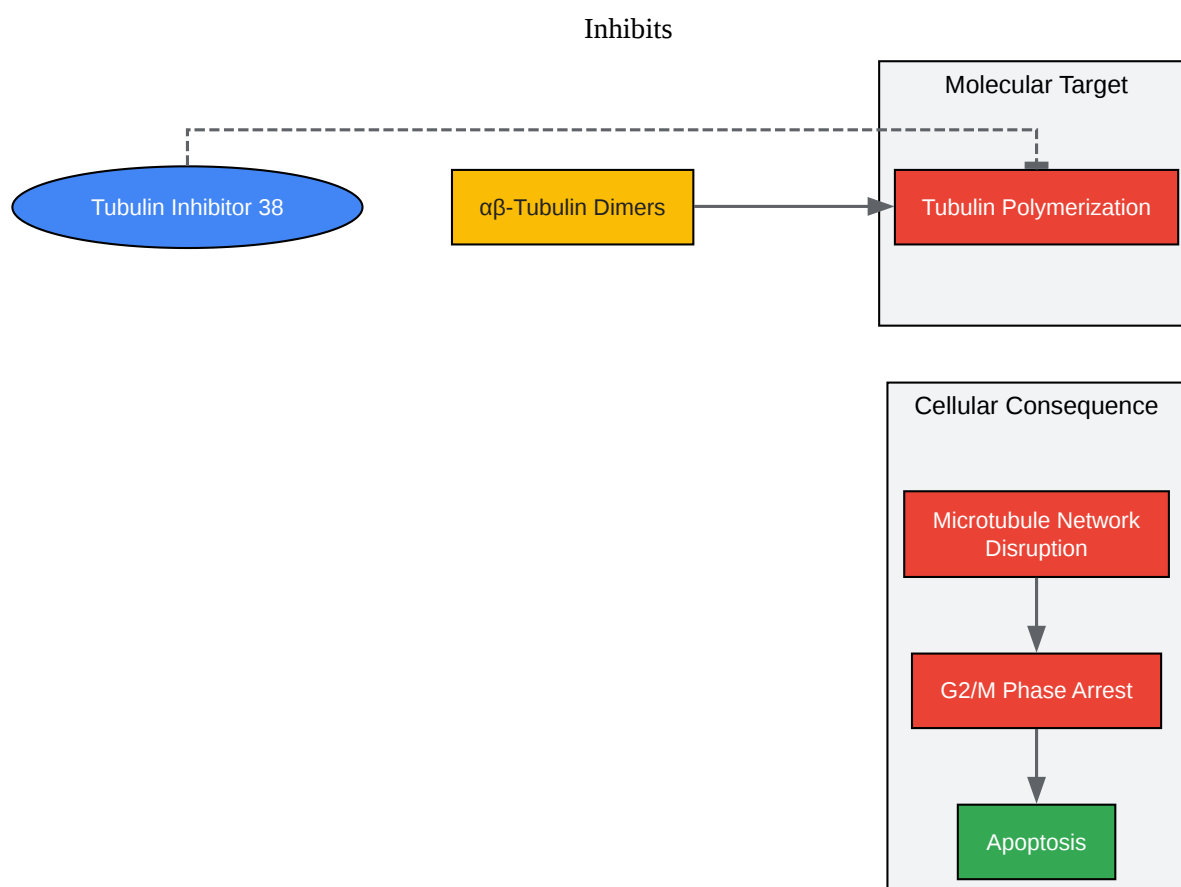 Inhibits
Molecular Target
Tubulin Inhibitor 38
αβ-Tubulin Dimers
Tubulin Polymerization
Cellular Consequence
Microtubule Network
Disruption
G2/M Phase Arrest
Apoptosis